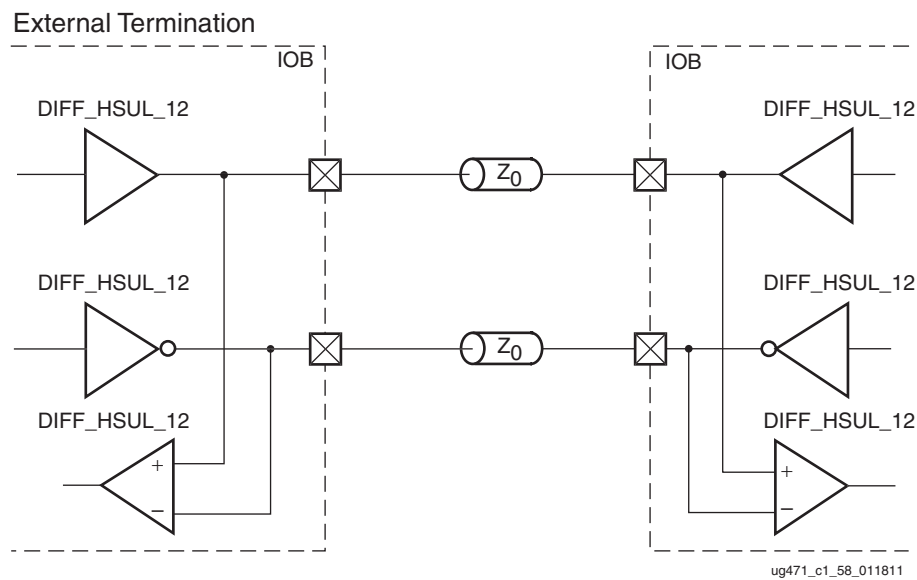 External Termination
IOB
IOB
DIFF_HSUL_12
DIFF_HSUL_12
Z0
DIFF_HSUL_12
DIFF_HSUL_12
Z0
DIFF_HSUL_12
DIFF_HSUL_12
+
–
+
–
ug471_c1_58_011811